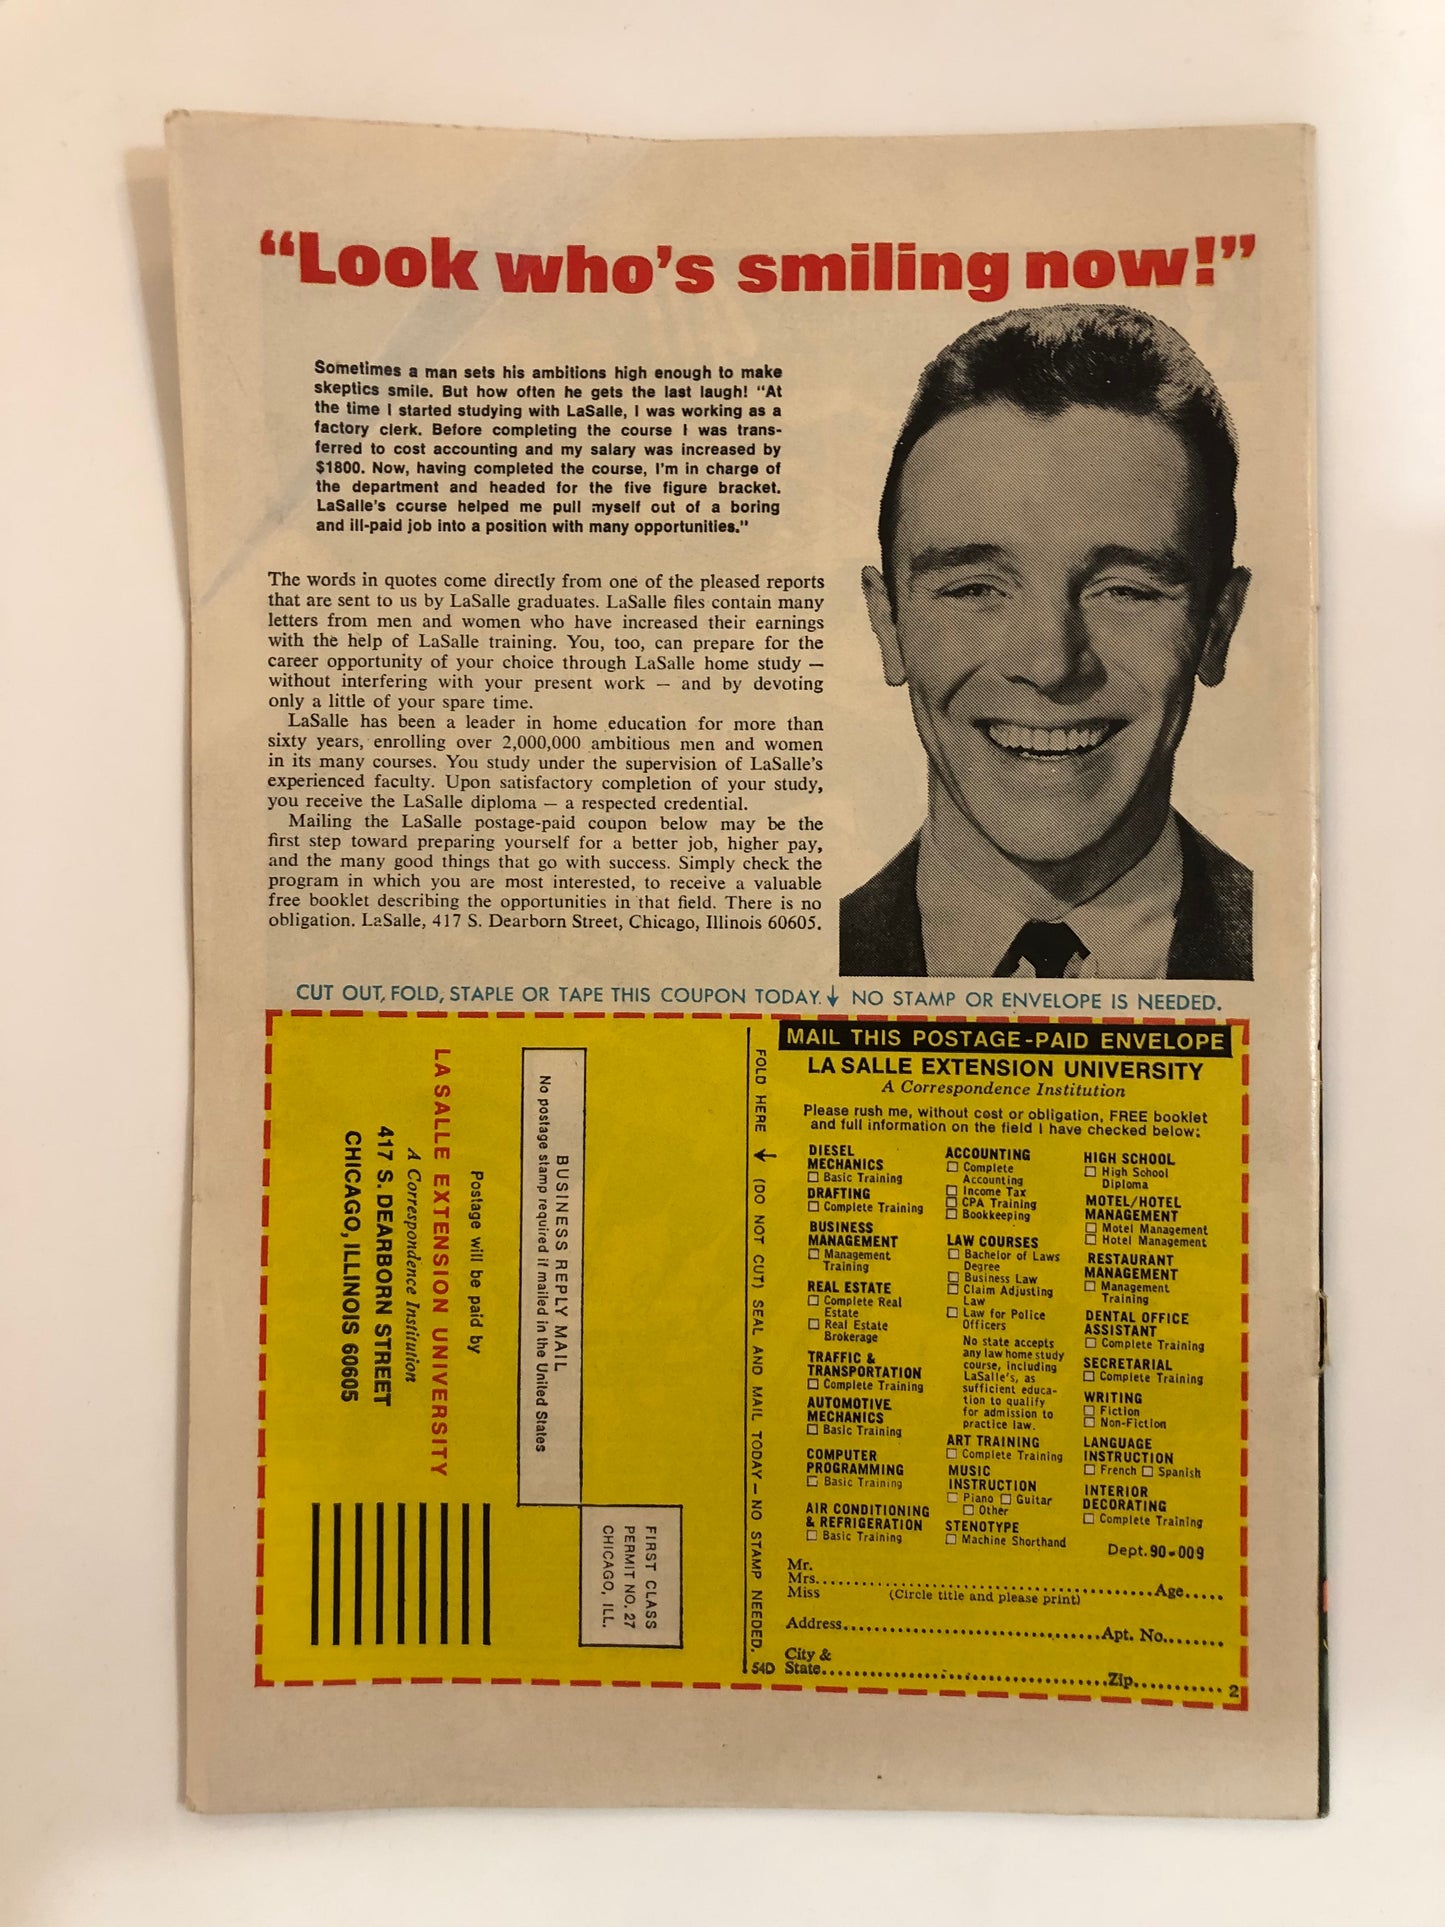 “Look who’s smiling now!”
Sometimes a man sets his ambitions high enough to make
skeptics smile. But how often he gets the last laugh! “At
the time I started studying with LaSalle, I was working as a
factory clerk. Before completing the course I was trans-
ferred to cost accounting and my salary was increased by
$1800. Now, having completed the course, I’m in charge of
the department and headed for the five figure bracket.
LaSalle’s course helped me pull myself out of a boring
and ill-paid job into a position with many opportunities.”
The words in quotes come directly from one of the pleased reports
that are sent to us by LaSalle graduates. LaSalle files contain many
letters from men and women who have increased their earnings
with the help of LaSalle training. You, too, can prepare for the
career opportunity of your choice through LaSalle home study —
without interfering with your present work — and by devoting
only a little of your spare time.
LaSalle has been a leader in home education for more than
sixty years, enrolling over 2,000,000 ambitious men and women
in its many courses. You study under the supervision of LaSalle’s
experienced faculty. Upon satisfactory completion of your study,
you receive the LaSalle diploma — a respected credential.
Mailing the LaSalle postage-paid coupon below may be the
first step toward preparing yourself for a better job, higher pay,
and the many good things that go with success. Simply check the
program in which you are most interested, to receive a valuable
free booklet describing the opportunities in that field. There is no
obligation. LaSalle, 417 S. Dearborn Street, Chicago, Illinois 60605.
CUT OUT, FOLD, STAPLE OR TAPE THIS COUPON TODAY. ↓ NO STAMP OR ENVELOPE IS NEEDED.
FIRST CLASS
PERMIT NO. 27
CHICAGO, ILL.
BUSINESS REPLY MAIL
No postage stamp required if mailed in the United States
Postage will be paid by
LA SALLE EXTENSION UNIVERSITY
A Correspondence Institution
417 S. DEARBORN STREET
CHICAGO, ILLINOIS 60605
FOLD HERE ← (DO NOT CUT) SEAL AND MAIL TODAY — NO STAMP NEEDED.
54D
MAIL THIS POSTAGE-PAID ENVELOPE
LA SALLE EXTENSION UNIVERSITY
A Correspondence Institution
Please rush me, without cost or obligation, FREE booklet
and full information on the field I have checked below:
DIESEL
MECHANICS
☐ Basic Training
DRAFTING
☐ Complete Training
BUSINESS
MANAGEMENT
☐ Management
Training
REAL ESTATE
☐ Complete Real
Estate
☐ Real Estate
Brokerage
TRAFFIC &
TRANSPORTATION
☐ Complete Training
AUTOMOTIVE
MECHANICS
☐ Basic Training
COMPUTER
PROGRAMMING
☐ Basic Training
AIR CONDITIONING
& REFRIGERATION
☐ Basic Training
ACCOUNTING
☐ Complete
Accounting
☐ Income Tax
☐ CPA Training
☐ Bookkeeping
LAW COURSES
☐ Bachelor of Laws
Degree
☐ Business Law
☐ Claim Adjusting
Law
☐ Law for Police
Officers
No state accepts
any law home study
course, including
LaSalle’s, as
sufficient educa-
tion to qualify
for admission to
practice law.
ART TRAINING
☐ Complete Training
MUSIC
INSTRUCTION
☐ Piano ☐ Guitar
☐ Other
STENOTYPE
☐ Machine Shorthand
HIGH SCHOOL
☐ High School
Diploma
MOTEL/HOTEL
MANAGEMENT
☐ Motel Management
☐ Hotel Management
RESTAURANT
MANAGEMENT
☐ Management
Training
DENTAL OFFICE
ASSISTANT
☐ Complete Training
SECRETARIAL
☐ Complete Training
WRITING
☐ Fiction
☐ Non-Fiction
LANGUAGE
INSTRUCTION
☐ French ☐ Spanish
INTERIOR
DECORATING
☐ Complete Training
Dept. 90-009
Mr.
Mrs. Age
Miss (Circle title and please print)
Address Apt. No.
City &
State Zip
2